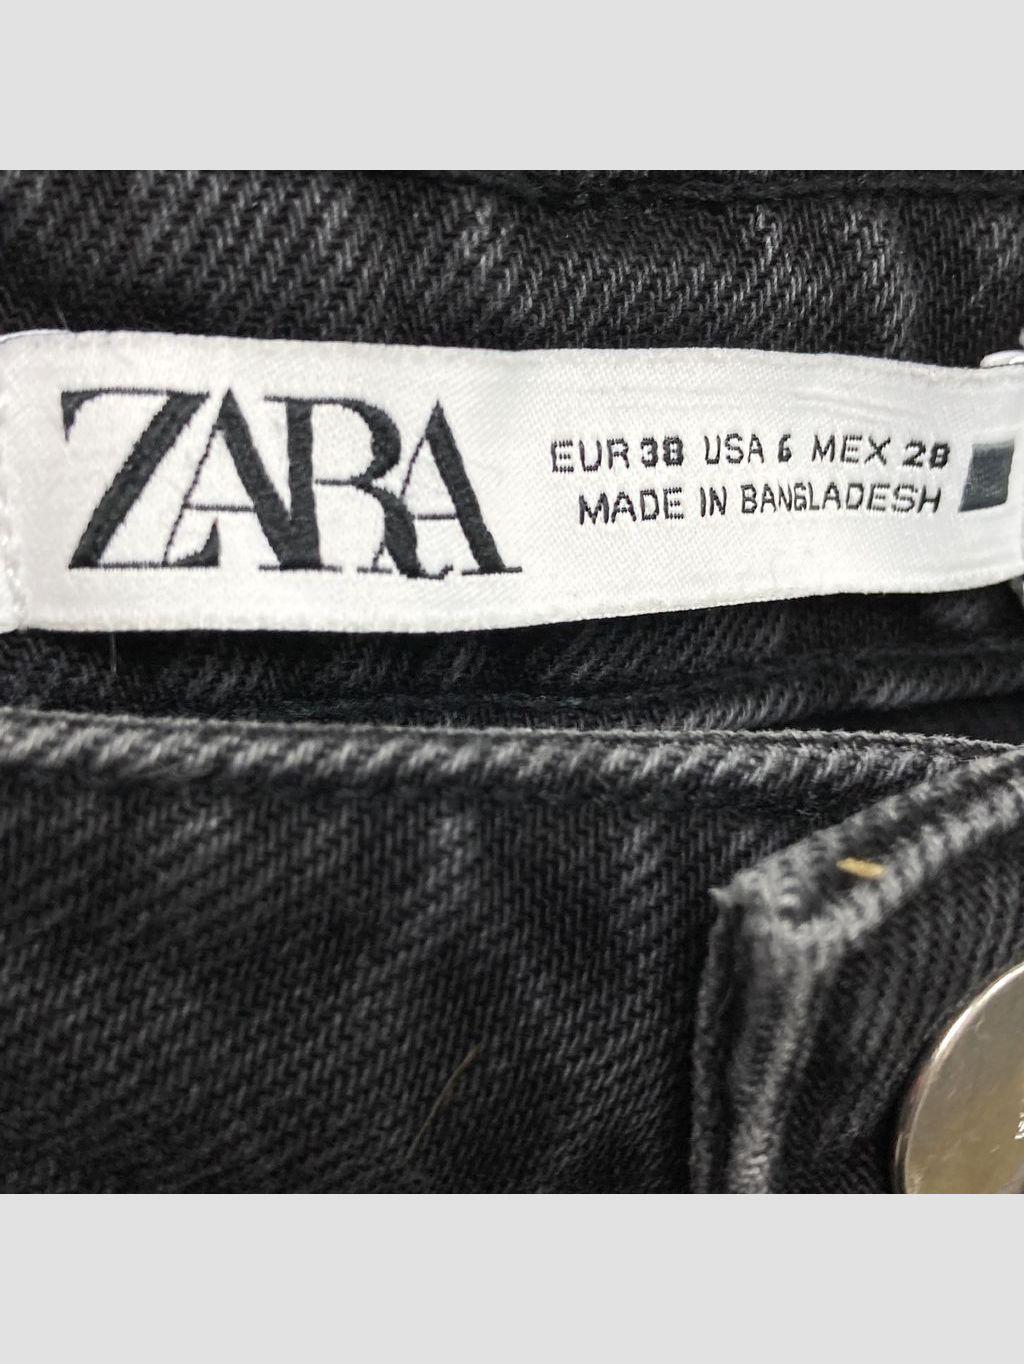 ZARA
EUR 38 USA 6 MEX 28
MADE IN BANGLADESH